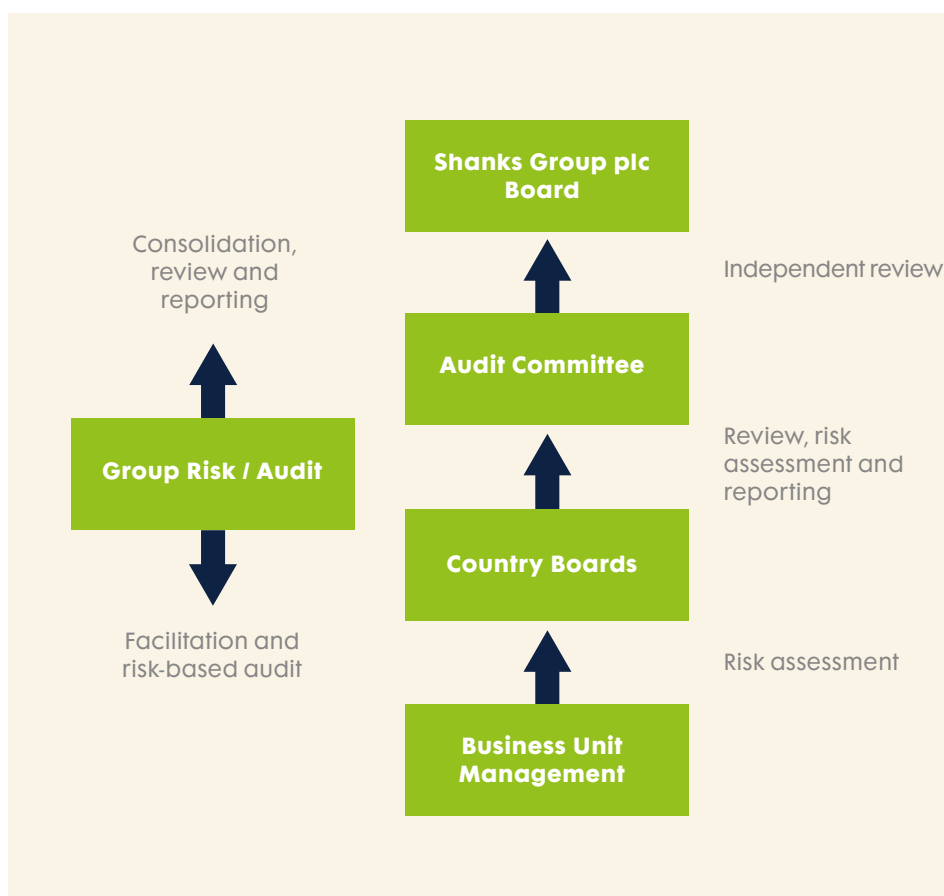 Consolidation,
review and
reporting
Group Risk / Audit
Facilitation and
risk-based audit
Shanks Group plc
Board
Independent review
Audit Committee
Review, risk
assessment and
reporting
Country Boards
Risk assessment
Business Unit
Management